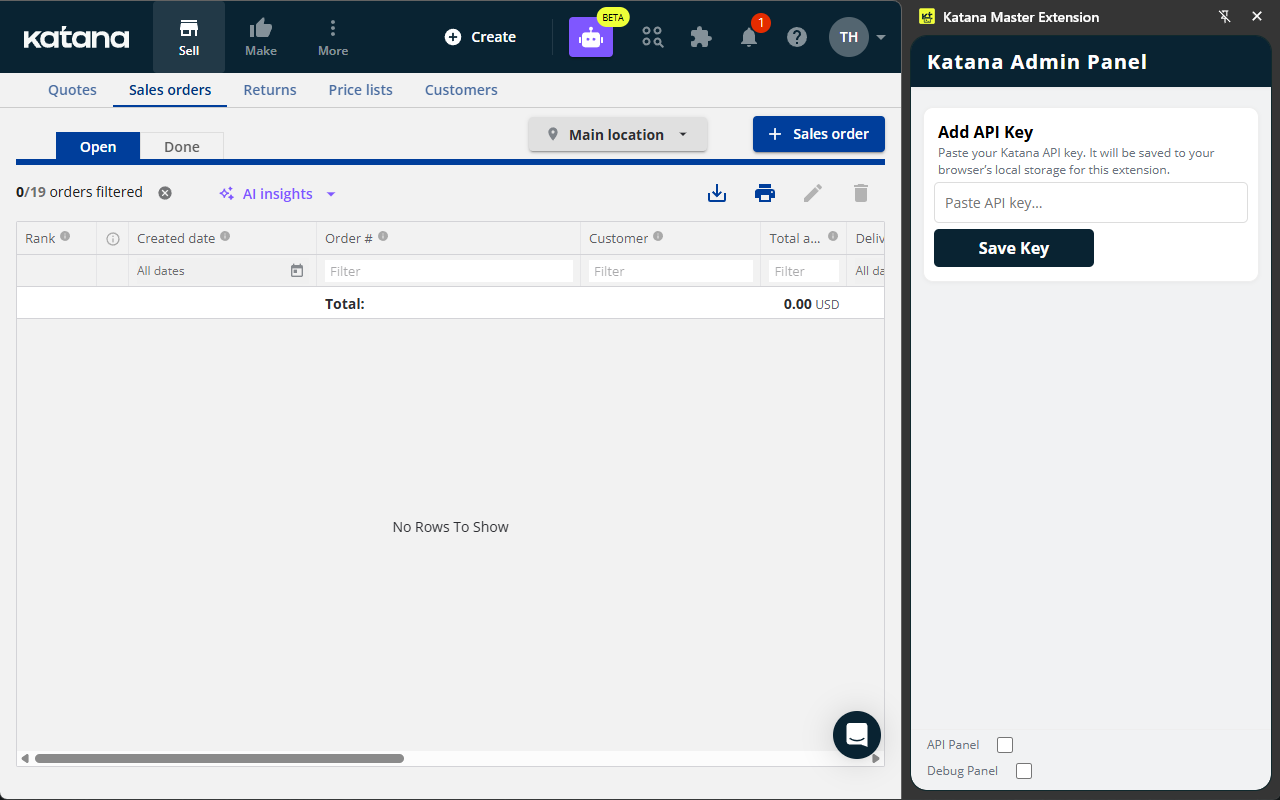 katana
Sell
Make
More
Create
BETA
1
TH
Quotes
Sales orders
Returns
Price lists
Customers
Open
Done
Main location
+ Sales order
0/19 orders filtered
AI insights
Rank
Created date
Order #
Customer
Total a...
Deliv
All dates
Filter
Filter
Filter
All da
Total:
0.00 USD
No Rows To Show
Katana Master Extension
Katana Admin Panel
Add API Key
Paste your Katana API key. It will be saved to your
browser's local storage for this extension.
Paste API key...
Save Key
API Panel
Debug Panel